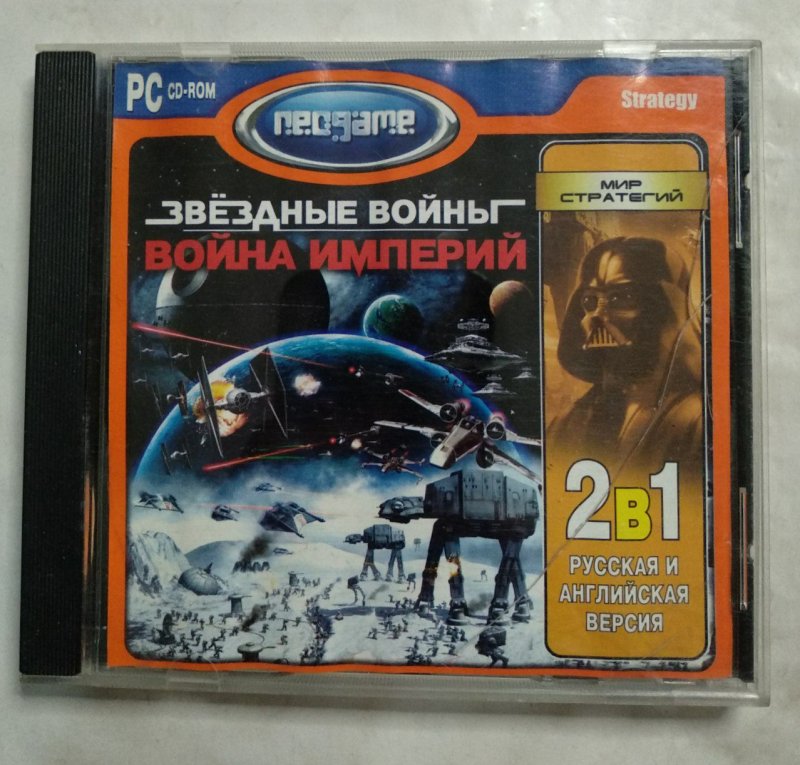 PC CD-ROM
neogame
Strategy
ЗВЁЗДНЫЕ ВОЙНЫ
ВОЙНА ИМПЕРИЙ
МИР
СТРАТЕГИЙ
2в1
РУССКАЯ И
АНГЛИЙСКАЯ
ВЕРСИЯ